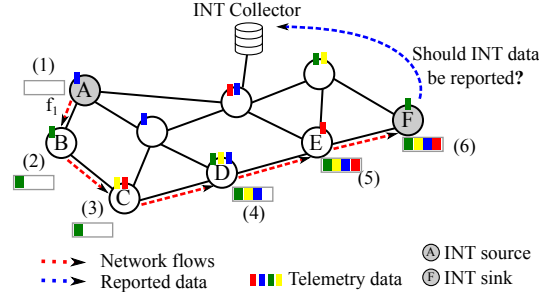 INT Collector
(1)
A
Should INT data
be reported?
f1
B
F
(6)
E
(2)
D
(5)
C
(3)
(4)
Network flows
A INT source
Reported data
Telemetry data
F INT sink